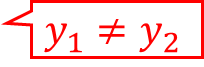 y₁ ≠ y₂